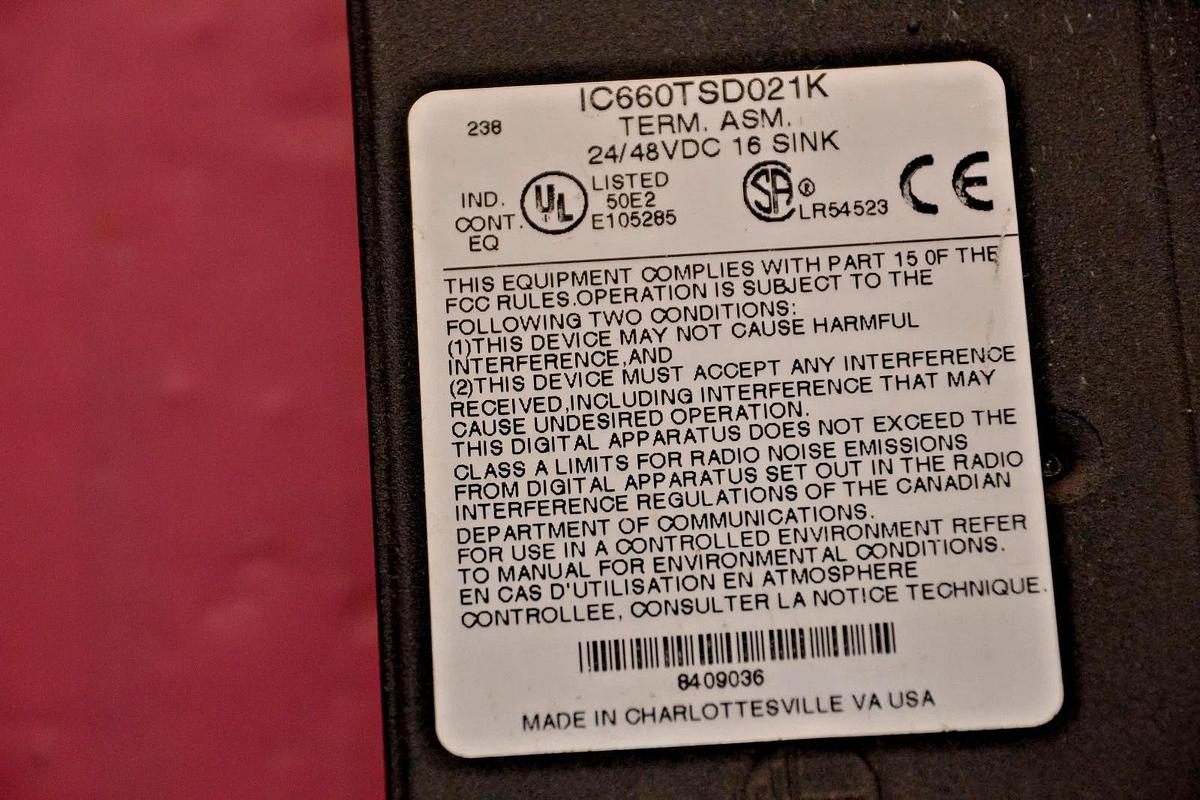 IC660TSD021K
238
TERM. ASM.
24/48VDC 16 SINK
IND.
CONT.
EQ
UL
LISTED
50E2
E105285
SA ®
LR54523
CE
THIS EQUIPMENT COMPLIES WITH PART 15 OF THE
FCC RULES.OPERATION IS SUBJECT TO THE
FOLLOWING TWO CONDITIONS:
(1)THIS DEVICE MAY NOT CAUSE HARMFUL
INTERFERENCE,AND
(2)THIS DEVICE MUST ACCEPT ANY INTERFERENCE
RECEIVED,INCLUDING INTERFERENCE THAT MAY
CAUSE UNDESIRED OPERATION.
THIS DIGITAL APPARATUS DOES NOT EXCEED THE
CLASS A LIMITS FOR RADIO NOISE EMISSIONS
FROM DIGITAL APPARATUS SET OUT IN THE RADIO
INTERFERENCE REGULATIONS OF THE CANADIAN
DEPARTMENT OF COMMUNICATIONS.
FOR USE IN A CONTROLLED ENVIRONMENT REFER
TO MANUAL FOR ENVIRONMENTAL CONDITIONS.
EN CAS D'UTILISATION EN ATMOSPHERE
CONTROLLEE, CONSULTER LA NOTICE TECHNIQUE.
8409036
MADE IN CHARLOTTESVILLE VA USA